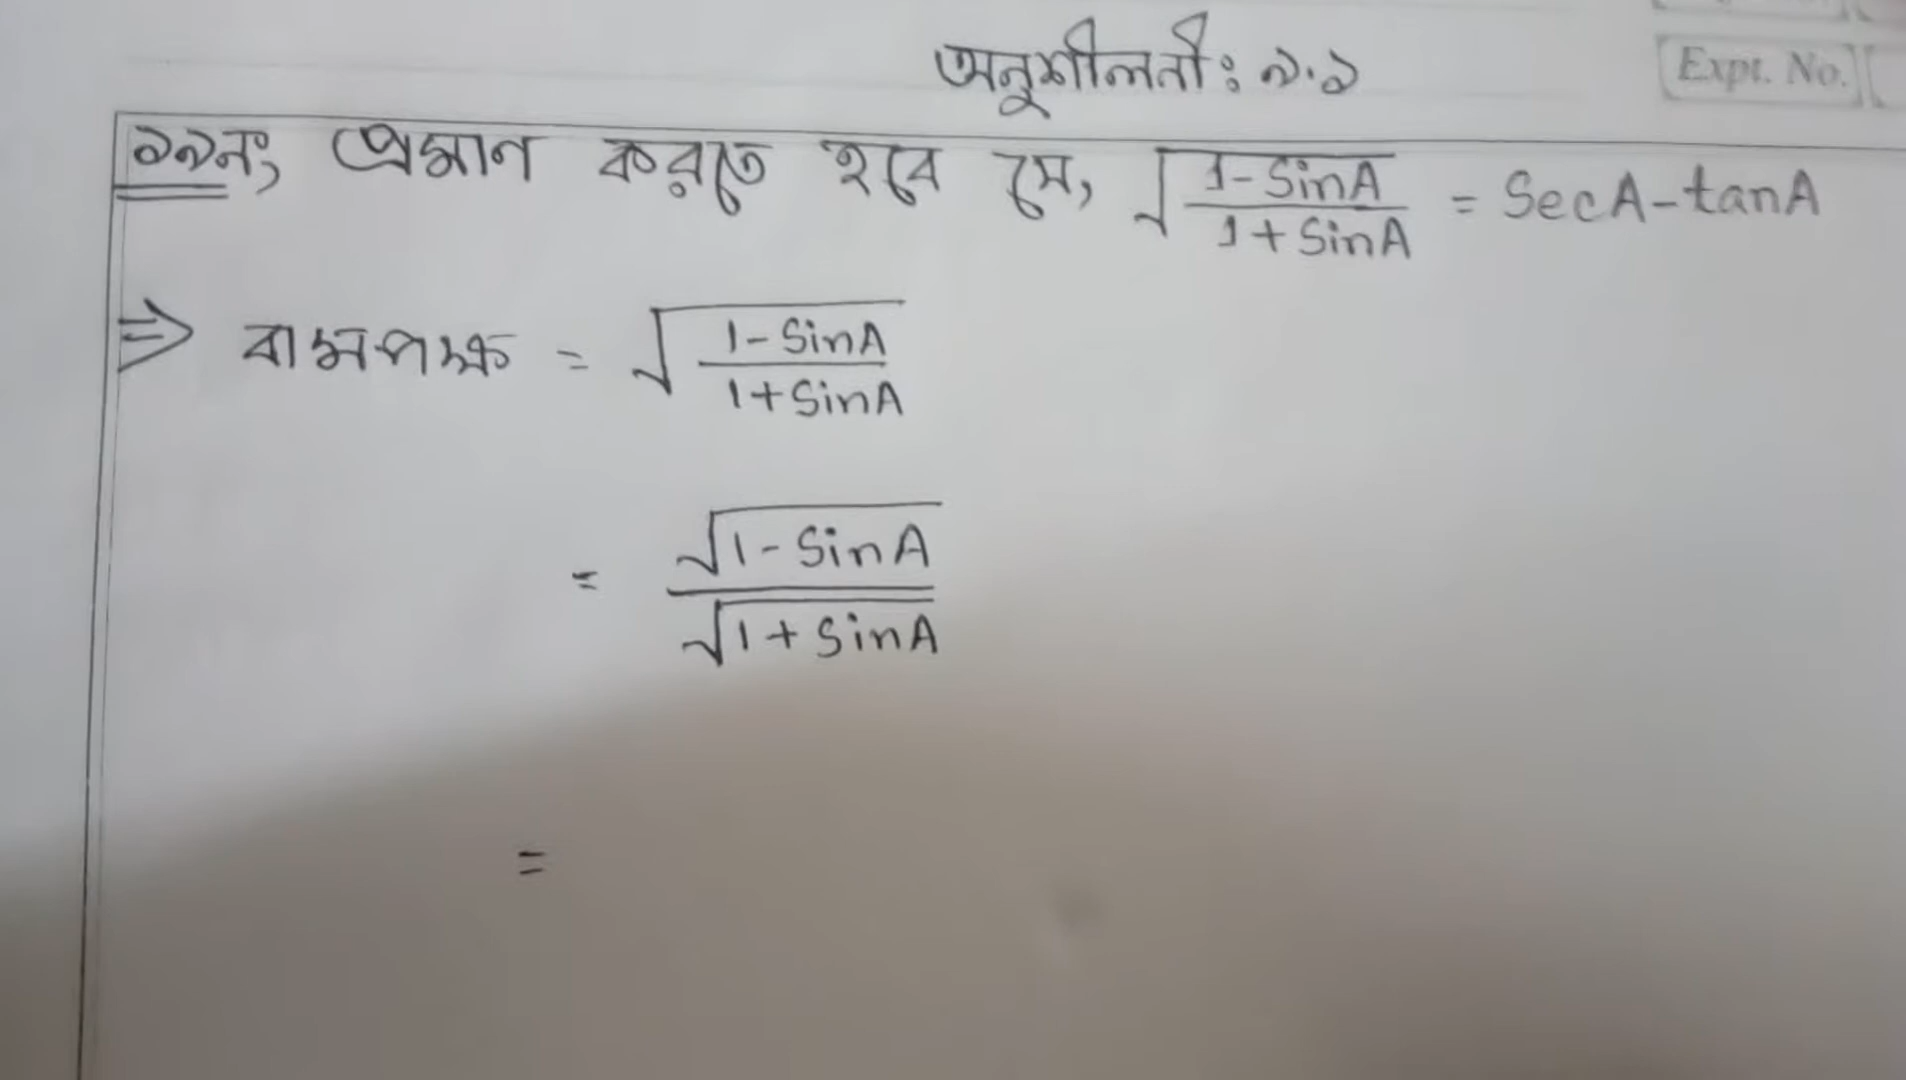 Expt. No.
অনুশীলনী: ৯.১
১৯নং, প্রমান করতে হবে যে, √(1-SinA)/(1+SinA) = SecA-tanA
⇒ বামপক্ষ = √(1-SinA)/(1+SinA)
= √1-SinA / √1+SinA
=